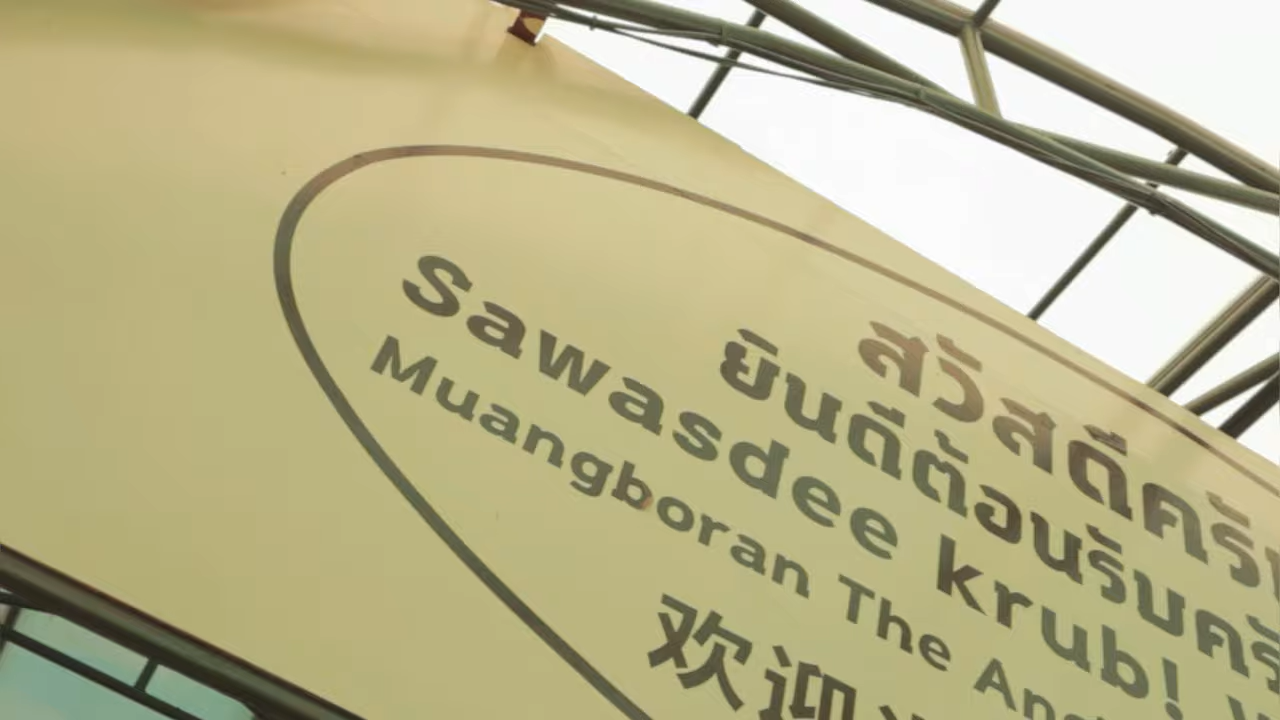 สวัสดีครับ
ยินดีต้อนรับครับ
Sawasdee krub!
Muangboran The
欢迎